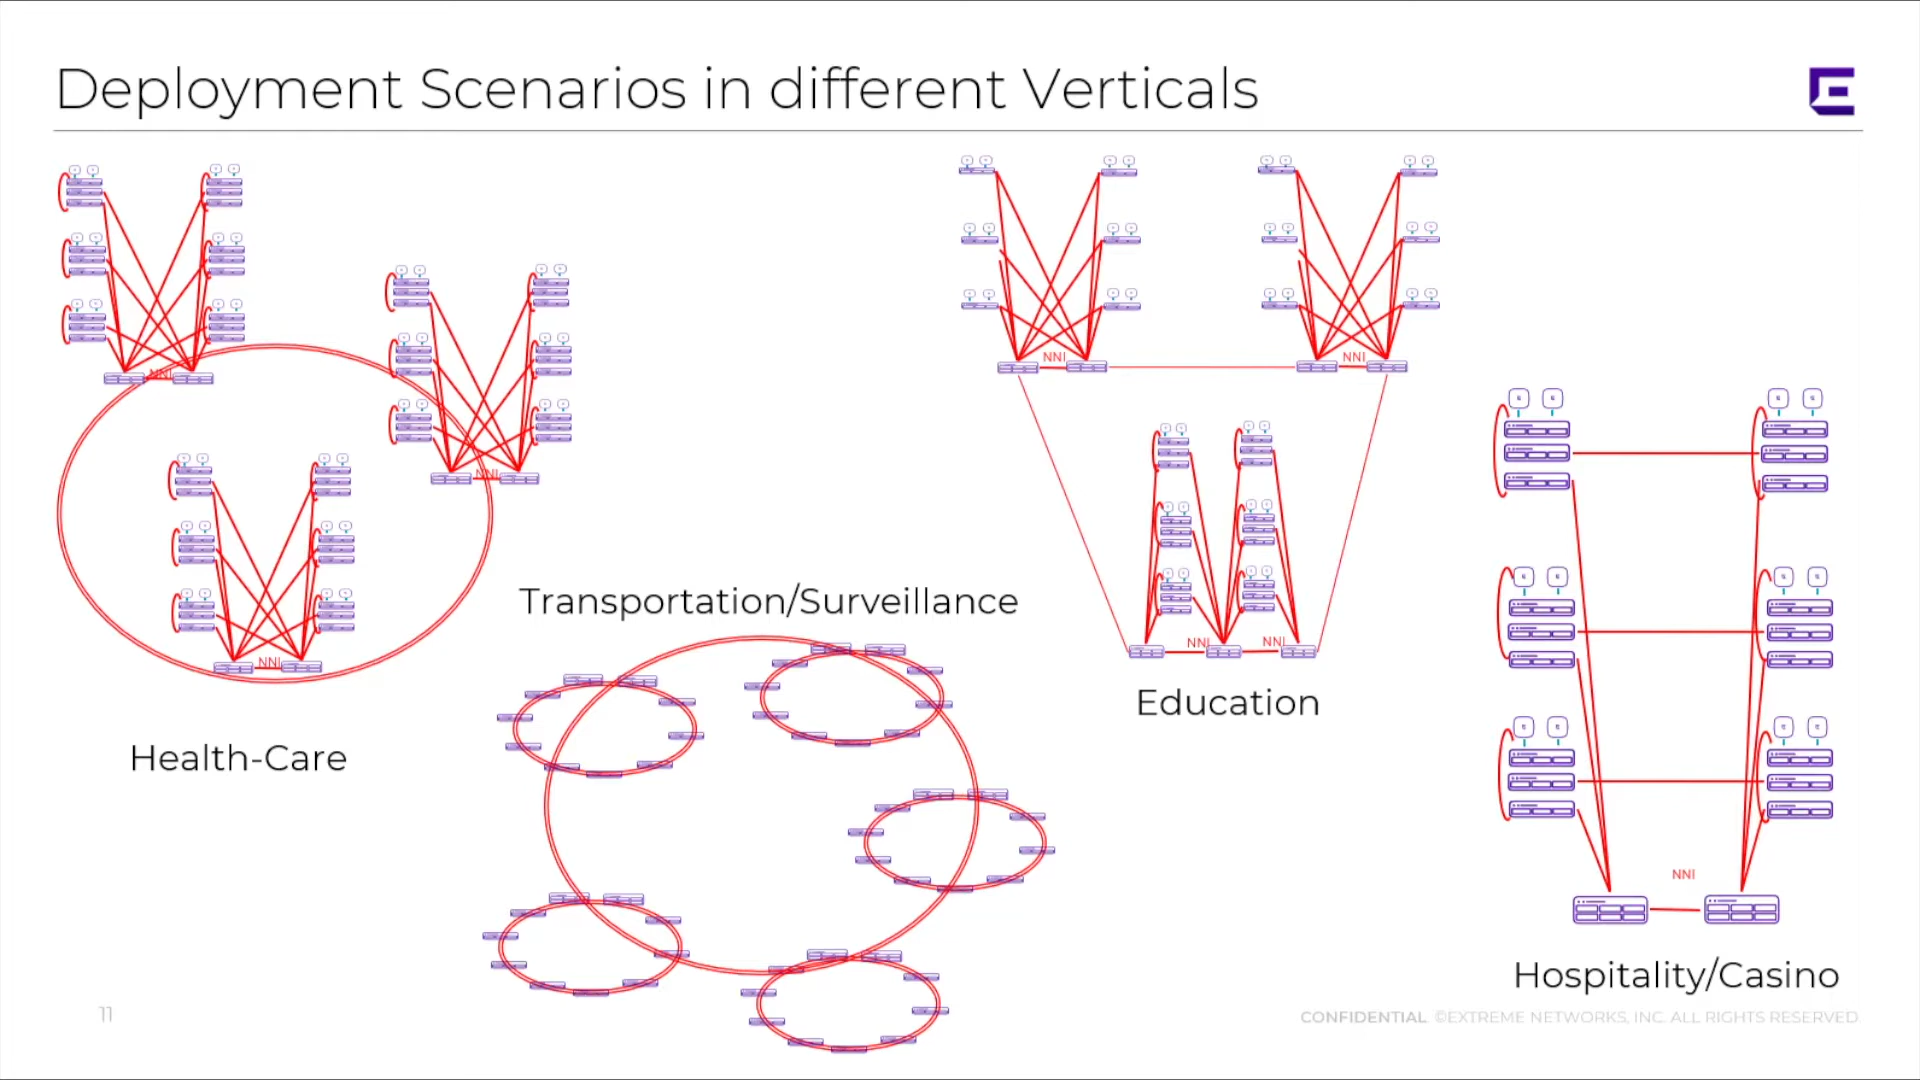 Deployment Scenarios in different Verticals
NNI
NNI
NNI
Health-Care
Transportation/Surveillance
NNI
NNI
NNI
NNI
Education
NNI
Hospitality/Casino
11
CONFIDENTIAL ©EXTREME NETWORKS, INC. ALL RIGHTS RESERVED.